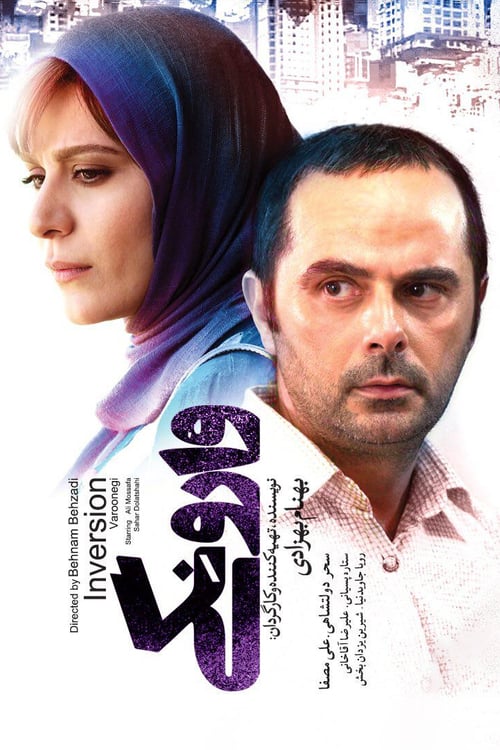 Directed by Behnam Behzadi
Inversion
Varoonegi
Starring Ali Mossafa
Sahar Dolatshahi
وارونگی
نویسنده، تهیه‌کننده و کارگردان:
بهنام بهزادی
سحر دولتشاهی، علی مصفا
ستاره پسیانی، علیرضا آقاخانی
رویا جاویدنیا، شیرین یزدان بخش